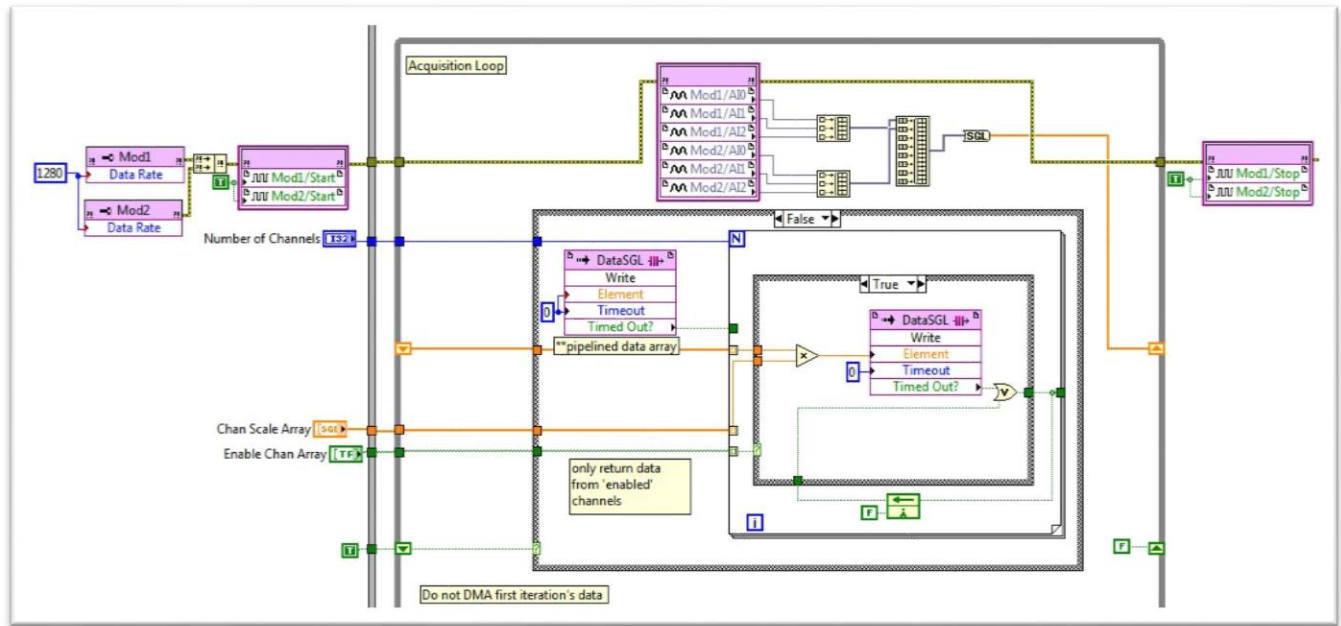 Acquisition Loop
Mod1/AI0
Mod1/AI1
Mod1/AI2
Mod2/AI0
Mod2/AI1
Mod2/AI2
SGL
1280
Mod1
Data Rate
Mod2
Data Rate
T
Mod1/Start
Mod2/Start
T
Mod1/Stop
Mod2/Stop
False
Number of Channels
I32
N
DataSGL
Write
Element
0
Timeout
Timed Out?
**pipelined data array
True
DataSGL
Write
Element
0
Timeout
Timed Out?
Chan Scale Array
[SGL]
Enable Chan Array
[TF]
only return data
from 'enabled'
channels
F
i
T
F
Do not DMA first iteration's data